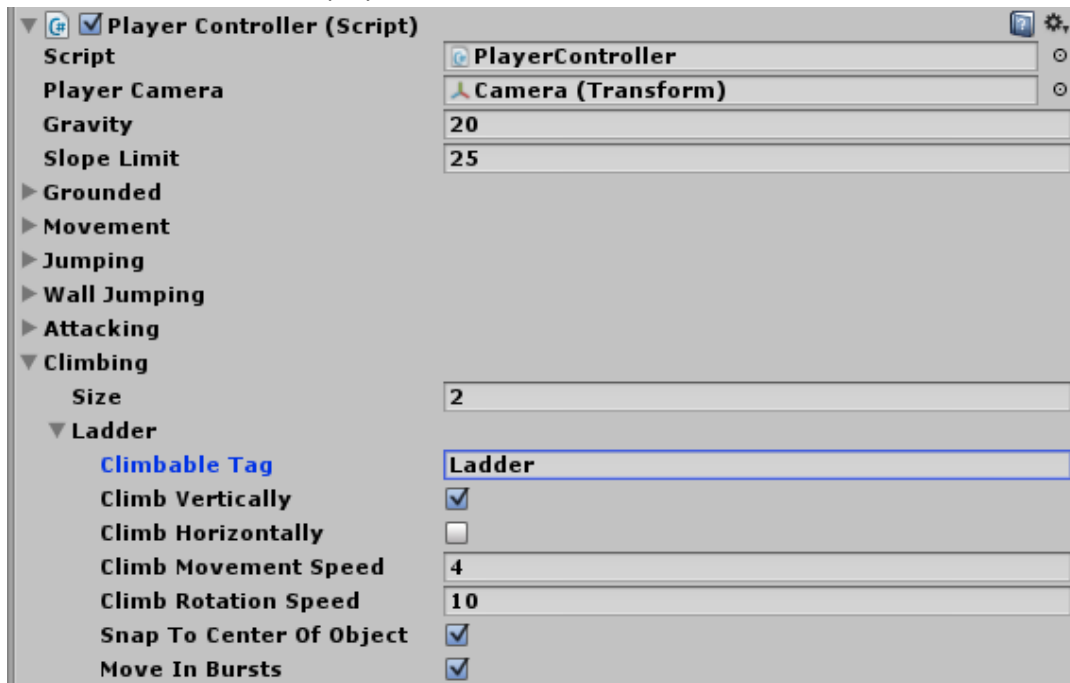 Player Controller (Script)
Script PlayerController
Player Camera Camera (Transform)
Gravity 20
Slope Limit 25
Grounded
Movement
Jumping
Wall Jumping
Attacking
Climbing
Size 2
Ladder
Climbable Tag Ladder
Climb Vertically
Climb Horizontally
Climb Movement Speed 4
Climb Rotation Speed 10
Snap To Center Of Object
Move In Bursts